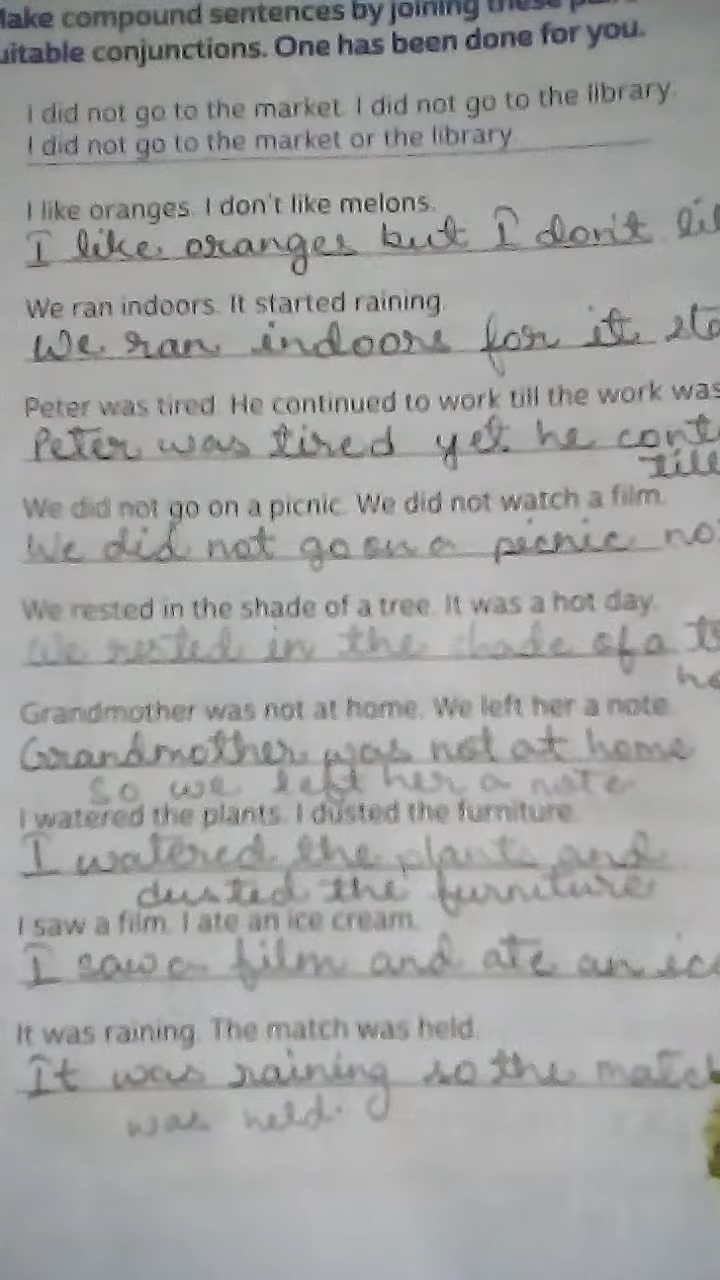 Make compound sentences by joining these
suitable conjunctions. One has been done for you.
I did not go to the market. I did not go to the library.
I did not go to the market or the library.
I like oranges. I don't like melons.
I like oranges but I don't
We ran indoors. It started raining.
We ran indoors for it
Peter was tired. He continued to work till the work was
Peter was tired yet he cont
till
We did not go on a picnic. We did not watch a film.
We did not go on a picnic no
We rested in the shade of a tree. It was a hot day.
We rested in the shade of a
Grandmother was not at home. We left her a note.
Grandmother was not at home
so we left her a note
I watered the plants. I dusted the furniture.
I watered the plants and
dusted the furniture
I saw a film. I ate an ice cream.
I saw a film and ate an ice
It was raining. The match was held.
It was raining so the match
was held.